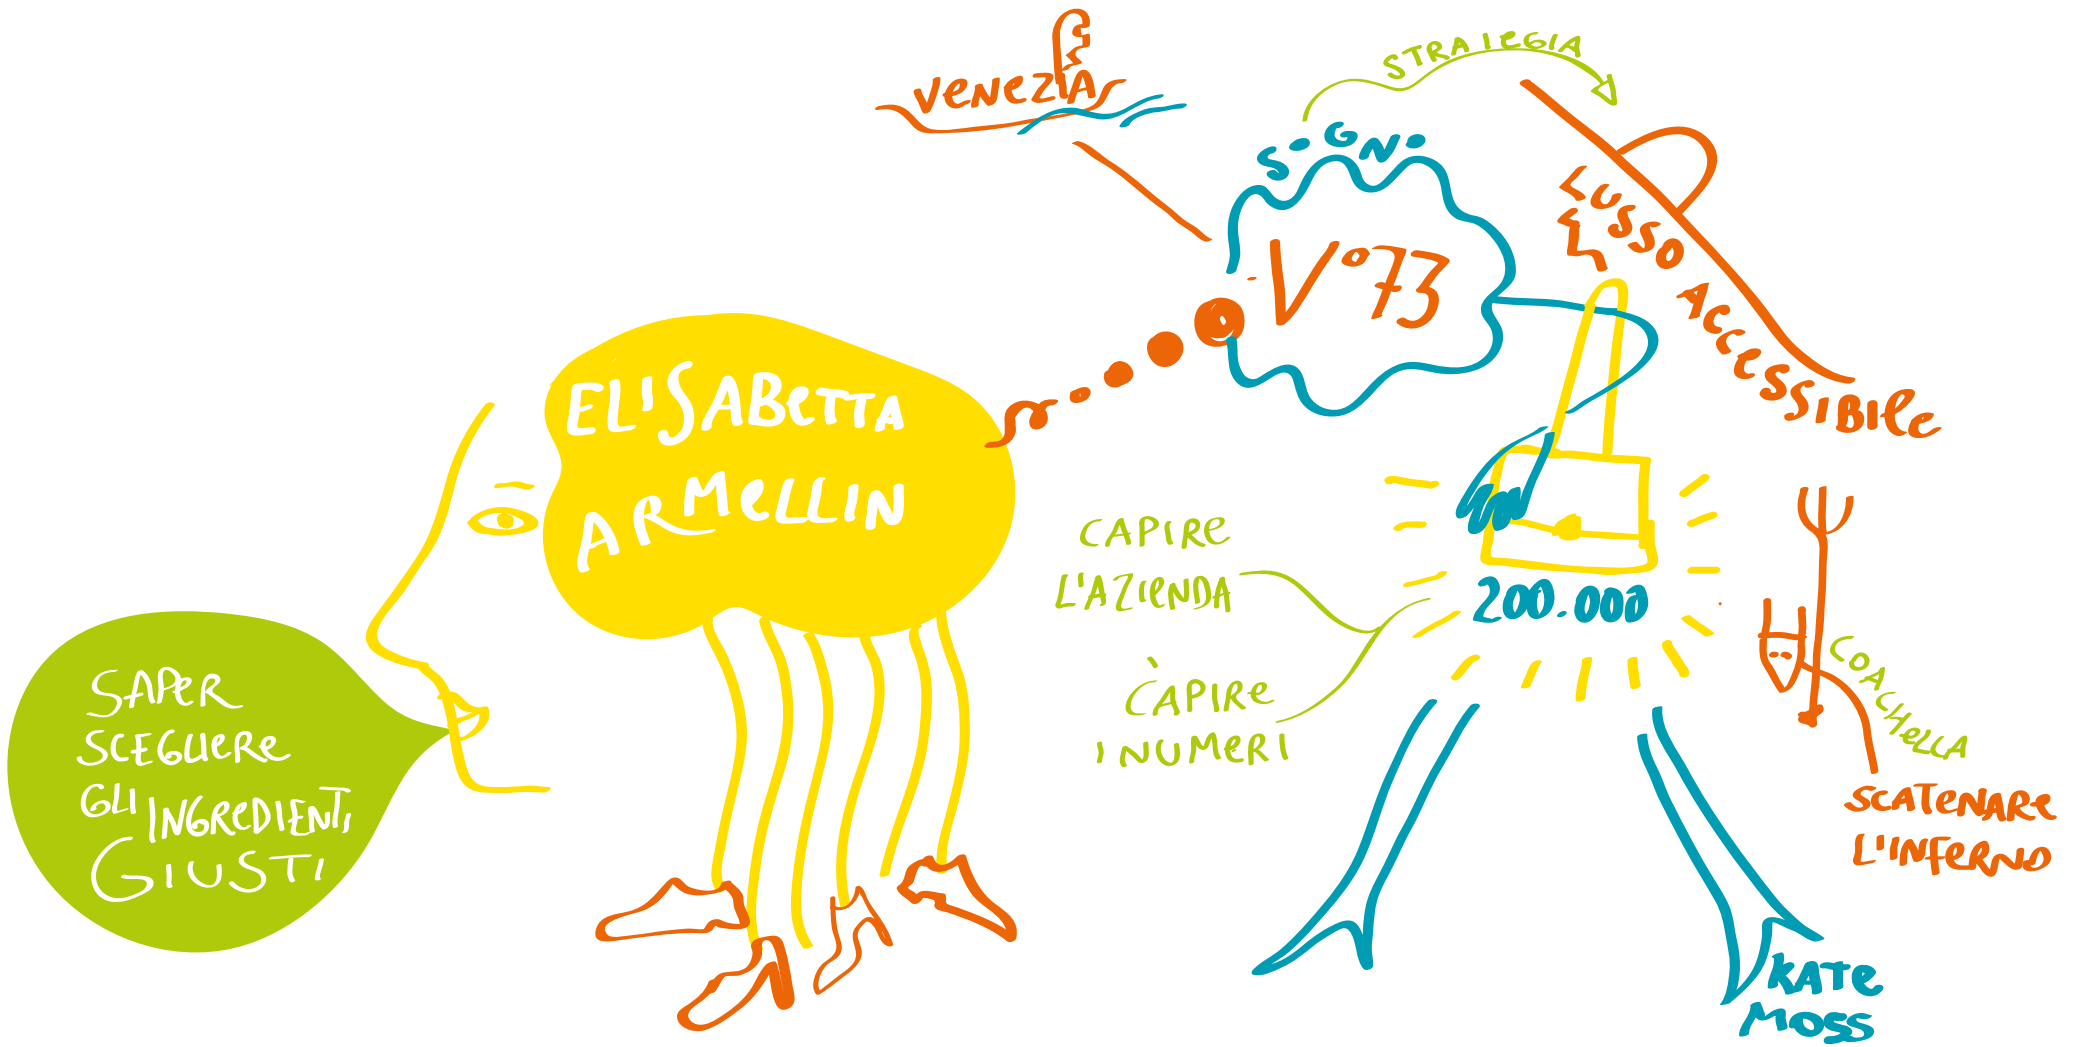 VENEZIA
STRATEGIA
SOGNI
V°73
LUSSO ACCESSIBILE
ELISABETTA
ARMELLIN
CAPIRE
L'AZIENDA
CAPIRE
I NUMERI
200.000
COACHELLA
SCATENARE
L'INFERNO
SAPER
SCEGLIERE
GLI INGREDIENTI
GIUSTI
KATE
MOSS